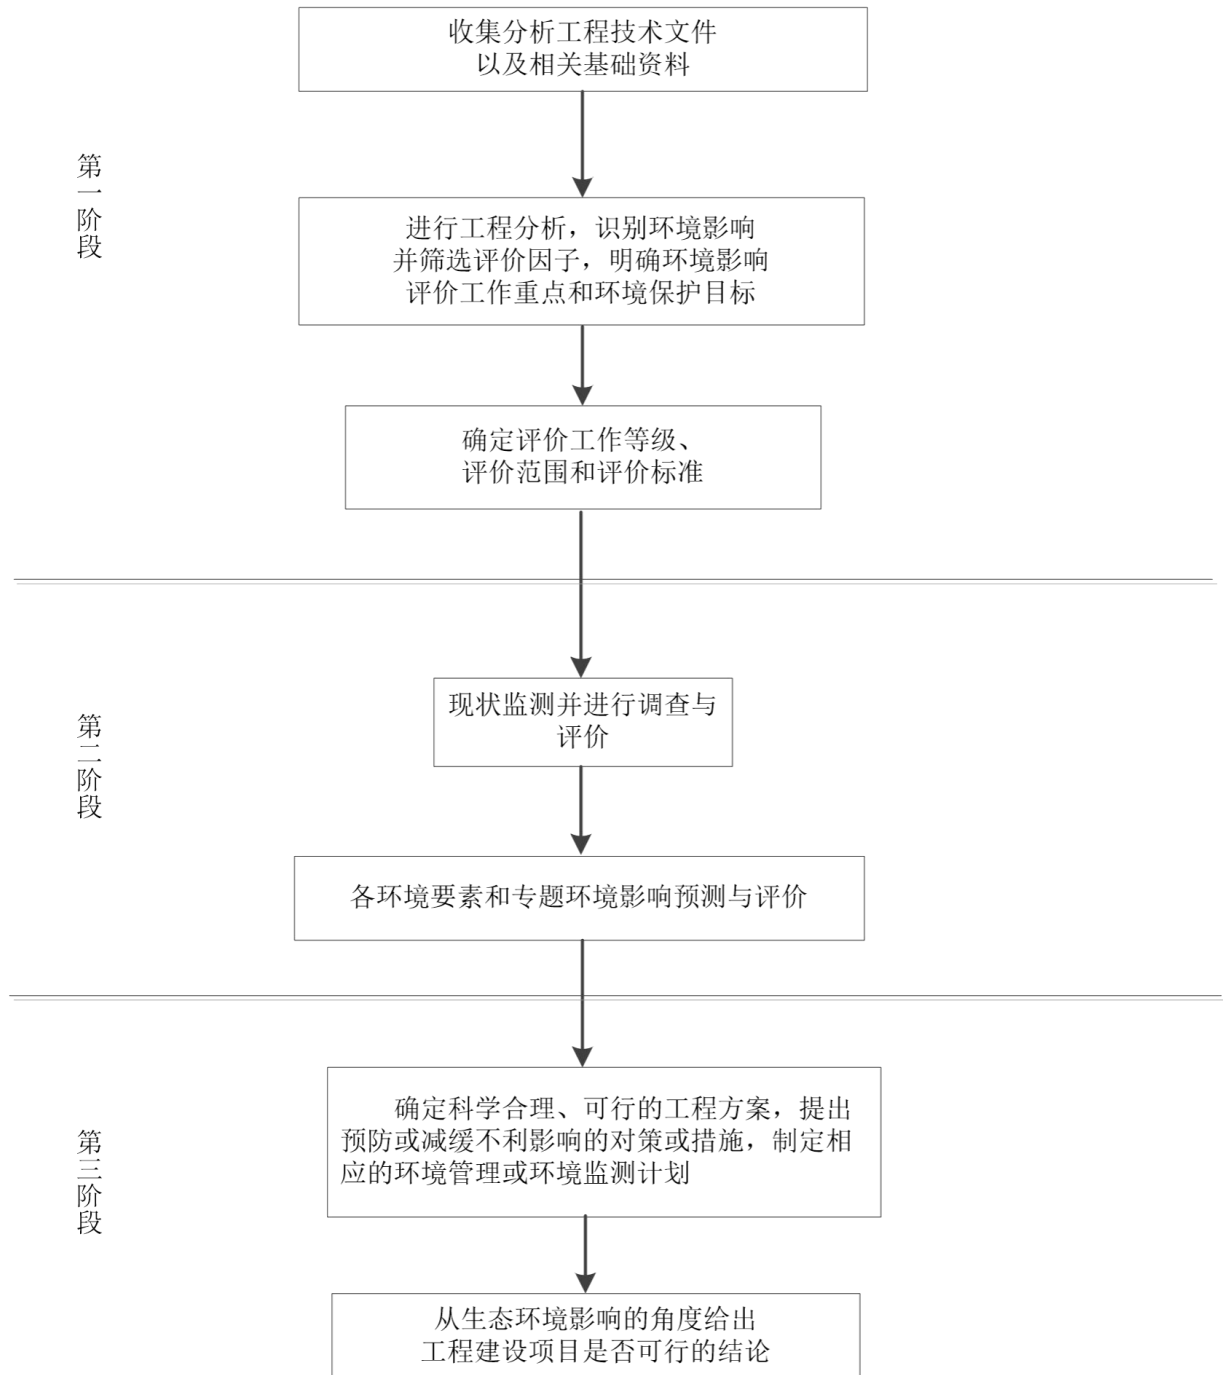 收集分析工程技术文件
以及相关基础资料
第一阶段
进行工程分析，识别环境影响
并筛选评价因子，明确环境影响
评价工作重点和环境保护目标
确定评价工作等级、
评价范围和评价标准
第二阶段
现状监测并进行调查与
评价
各环境要素和专题环境影响预测与评价
第三阶段
确定科学合理、可行的工程方案，提出
预防或减缓不利影响的对策或措施，制定相
应的环境管理或环境监测计划
从生态环境影响的角度给出
工程建设项目是否可行的结论